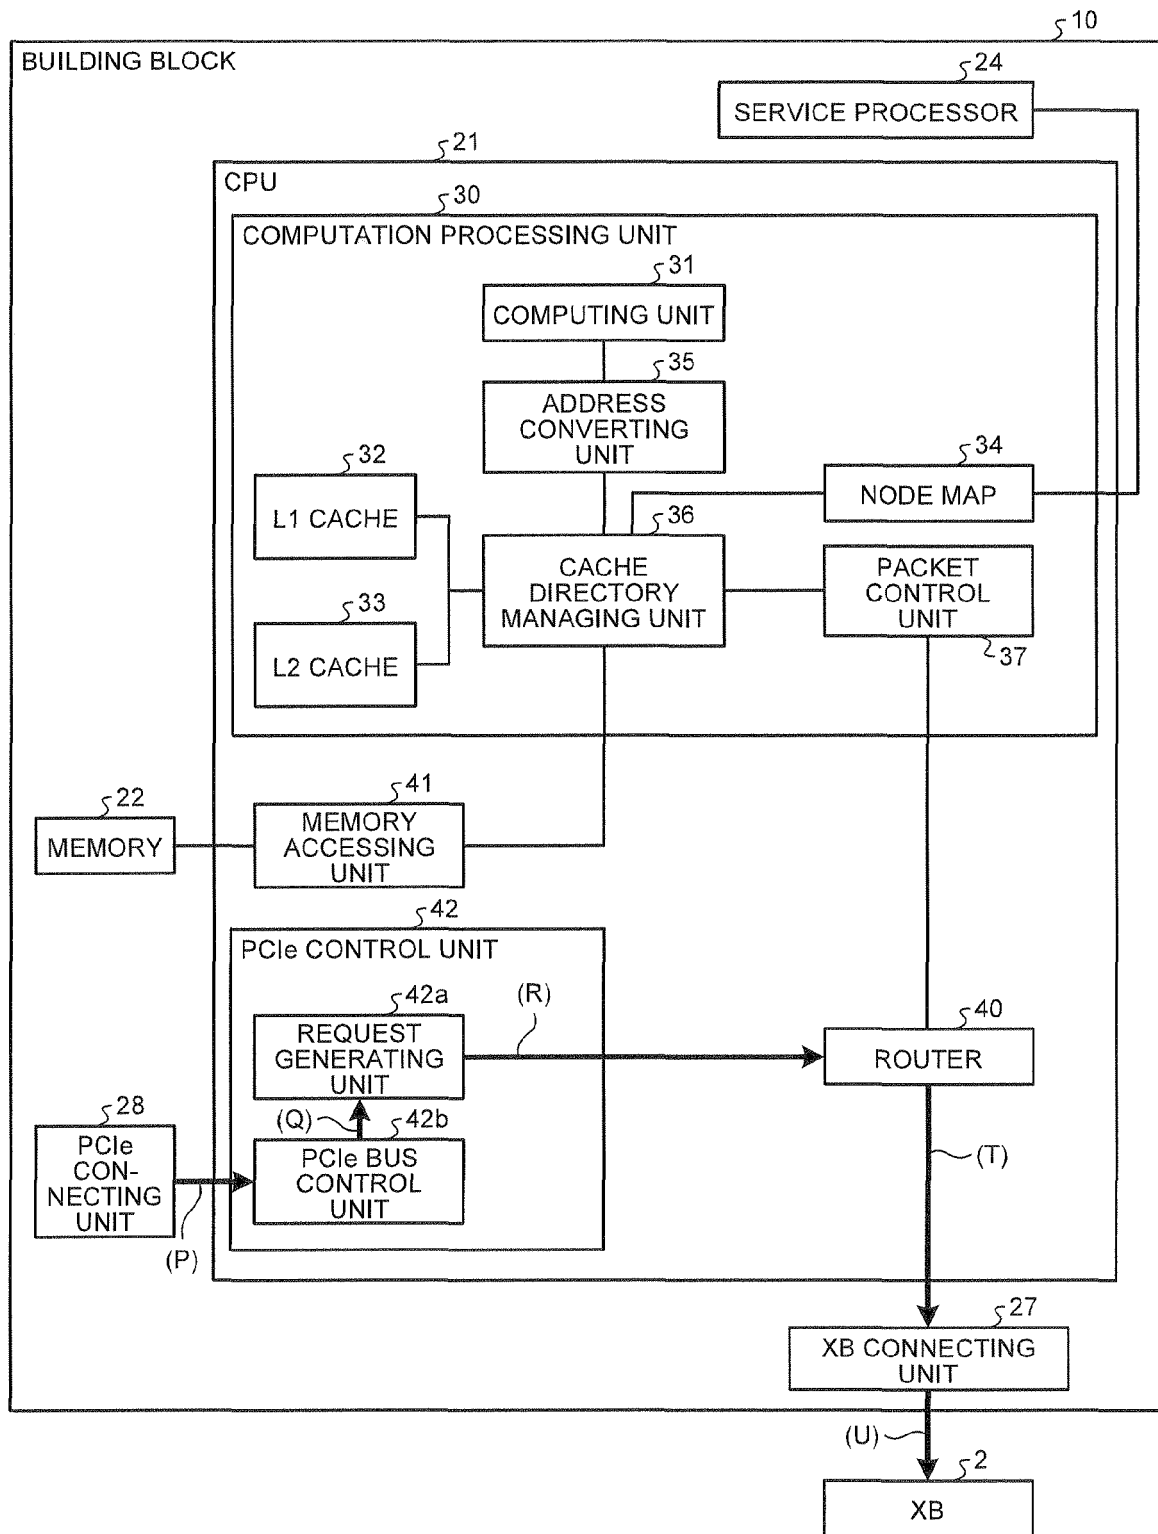 10
BUILDING BLOCK
24
SERVICE PROCESSOR
21
CPU
30
COMPUTATION PROCESSING UNIT
31
COMPUTING UNIT
35
ADDRESS
CONVERTING
UNIT
32
L1 CACHE
34
NODE MAP
36
CACHE
DIRECTORY
MANAGING UNIT
PACKET
CONTROL
UNIT
37
33
L2 CACHE
22
MEMORY
41
MEMORY
ACCESSING
UNIT
42
PCIe CONTROL UNIT
42a
REQUEST
GENERATING
UNIT
(R)
40
ROUTER
(Q)
42b
PCIe BUS
CONTROL
UNIT
28
PCIe
CON-
NECTING
UNIT
(P)
(T)
27
XB CONNECTING
UNIT
(U)
2
XB